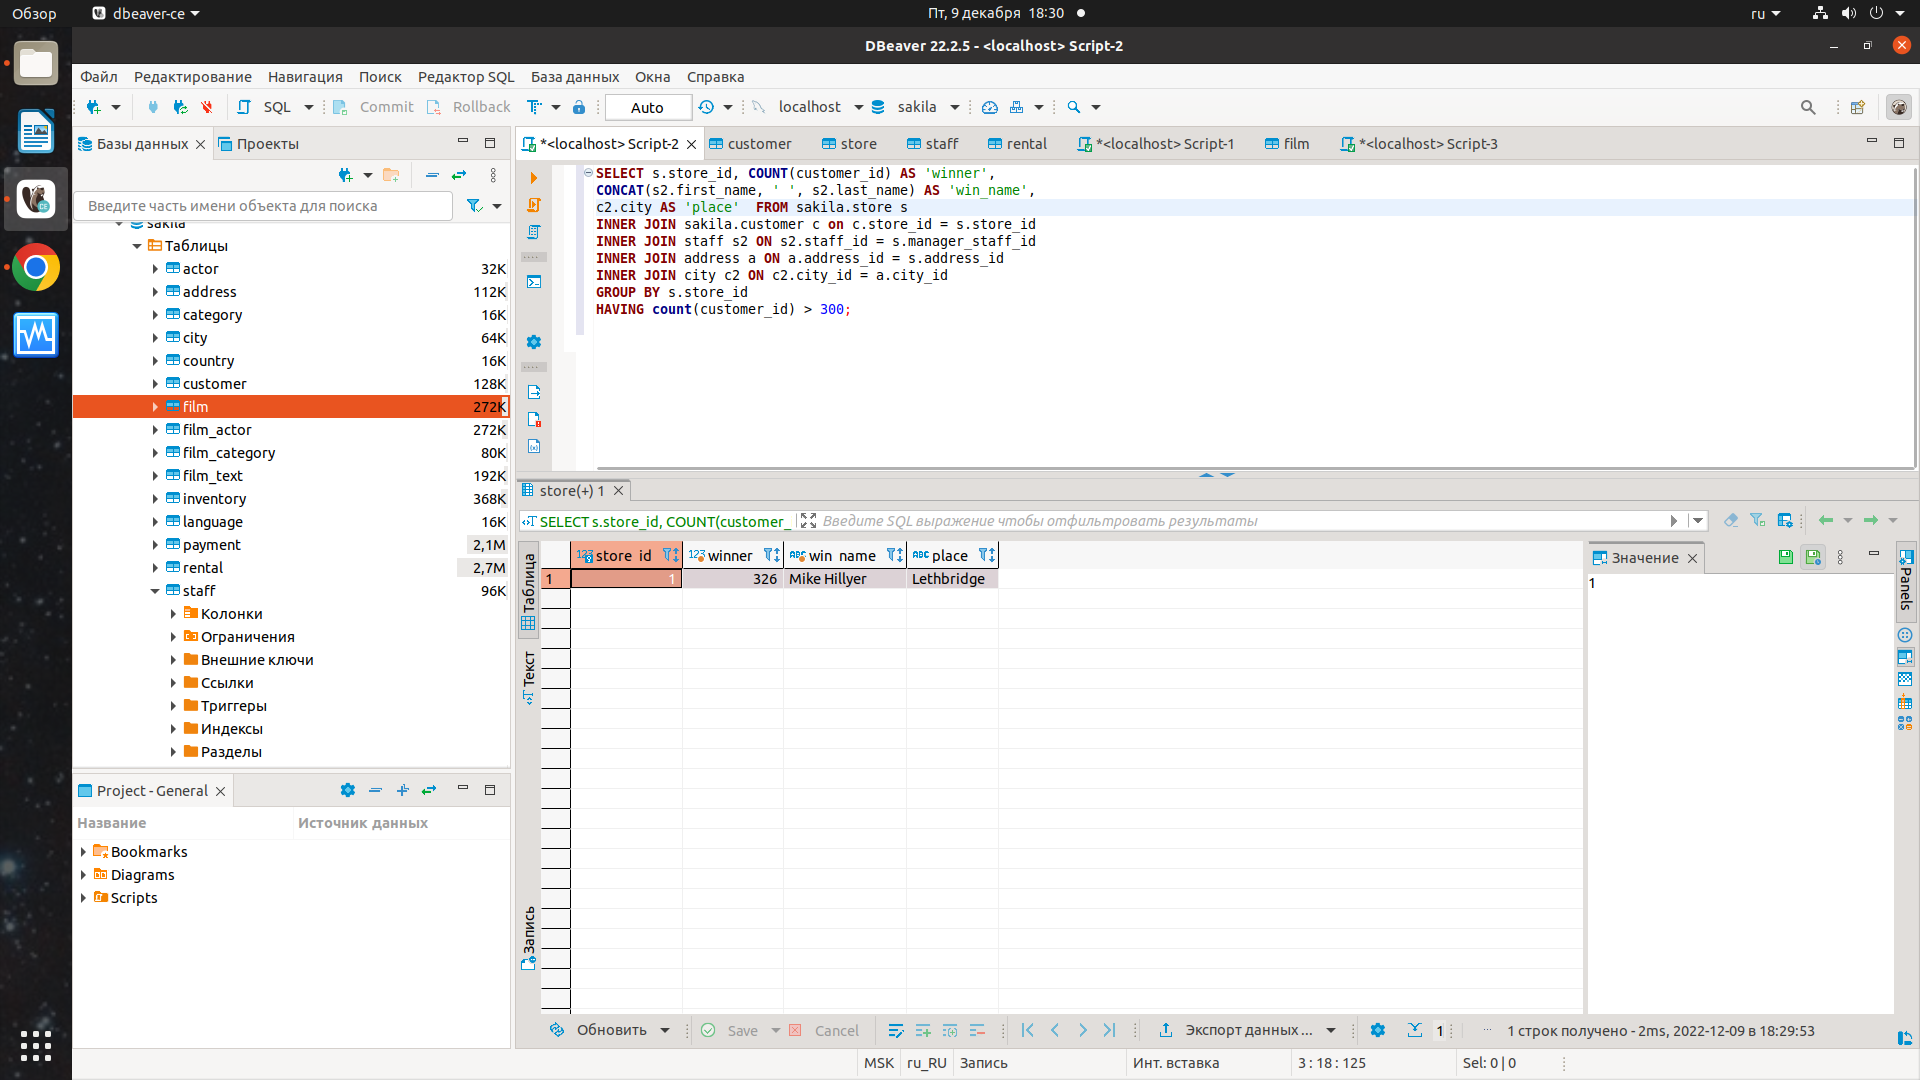 Обзор
dbeaver-ce
Пт, 9 декабря 18:30
ru
DBeaver 22.2.5 - <localhost> Script-2
Файл
Редактирование
Навигация
Поиск
Редактор SQL
База данных
Окна
Справка
SQL
Commit
Rollback
Auto
localhost
sakila
Базы данных
Проекты
Введите часть имени объекта для поиска
sakila
Таблицы
actor 32K
address 112K
category 16K
city 64K
country 16K
customer 128K
film 272K
film_actor 272K
film_category 80K
film_text 192K
inventory 368K
language 16K
payment 2,1M
rental 2,7M
staff 96K
Колонки
Ограничения
Внешние ключи
Ссылки
Триггеры
Индексы
Разделы
Project - General
Название
Источник данных
Bookmarks
Diagrams
Scripts
*<localhost> Script-2
customer
store
staff
rental
*<localhost> Script-1
film
*<localhost> Script-3
SELECT s.store_id, COUNT(customer_id) AS 'winner',
CONCAT(s2.first_name, ' ', s2.last_name) AS 'win_name',
c2.city AS 'place'  FROM sakila.store s
INNER JOIN sakila.customer c on c.store_id = s.store_id
INNER JOIN staff s2 ON s2.staff_id = s.manager_staff_id
INNER JOIN address a ON a.address_id = s.address_id
INNER JOIN city c2 ON c2.city_id = a.city_id
GROUP BY s.store_id
HAVING count(customer_id) > 300;
store(+) 1
SELECT s.store_id, COUNT(customer_
Введите SQL выражение чтобы отфильтровать результаты
Таблица
Текст
Запись
123 store_id
123 winner
ABC win_name
ABC place
1 1 326 Mike Hillyer Lethbridge
Значение
1
Panels
Обновить
Save
Cancel
Экспорт данных ...
1
1 строк получено - 2ms, 2022-12-09 в 18:29:53
MSK
ru_RU
Запись
Инт. вставка
3 : 18 : 125
Sel: 0 | 0